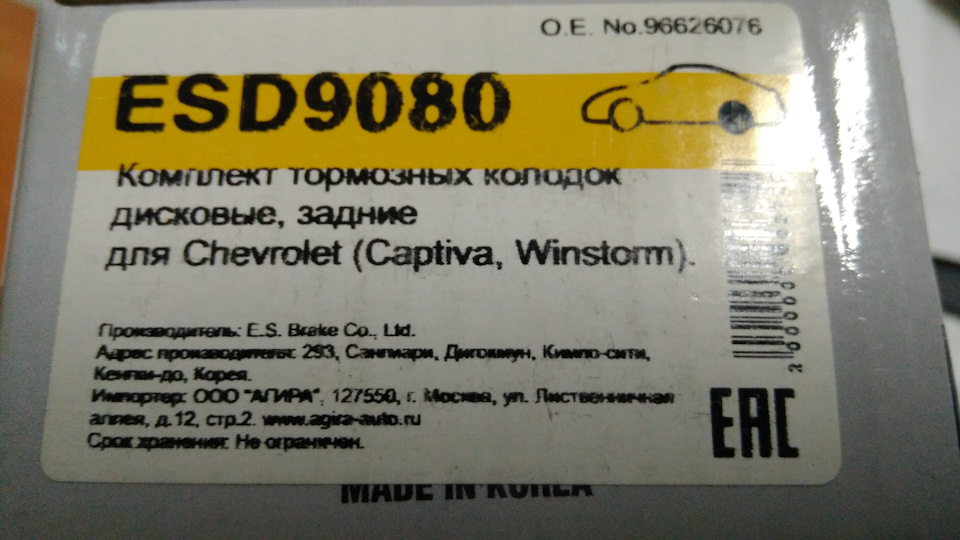 O.E. No.96626076
ESD9080
Комплект тормозных колодок
дисковые, задние
для Chevrolet (Captiva, Winstorm).
Производитель: E.S. Brake Co., Ltd.
Адрес производителя: 293, Санпмари, Дигокмун, Кимпо-сити,
Кенгви-до, Корея.
Импортер: ООО "АГИРА", 127550, г. Москва, ул. Лиственничная
аллея, д.12, стр.2. www.agira-auto.ru
Срок хранения: Не ограничен.
EAC
MADE IN KOREA